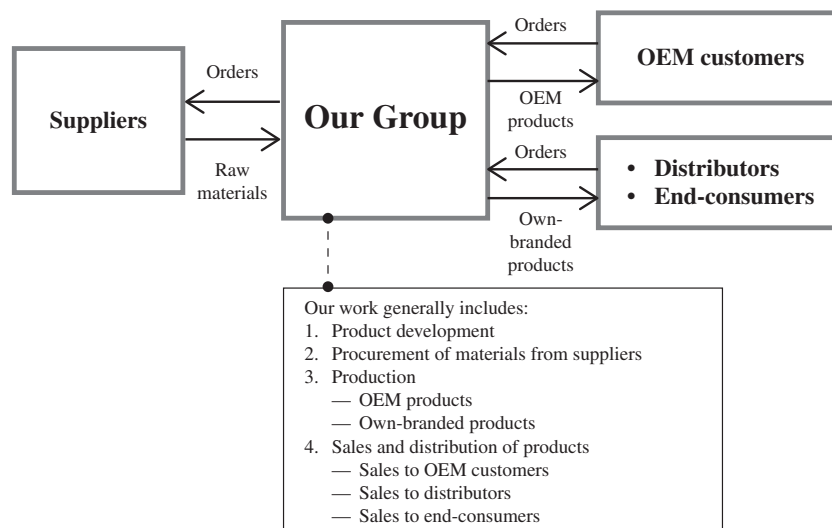 Orders
OEM customers
Orders
Suppliers
Our Group
OEM
products
Raw
materials
Orders
• Distributors
• End-consumers
Own-
branded
products
Our work generally includes:
1. Product development
2. Procurement of materials from suppliers
3. Production
— OEM products
— Own-branded products
4. Sales and distribution of products
— Sales to OEM customers
— Sales to distributors
— Sales to end-consumers